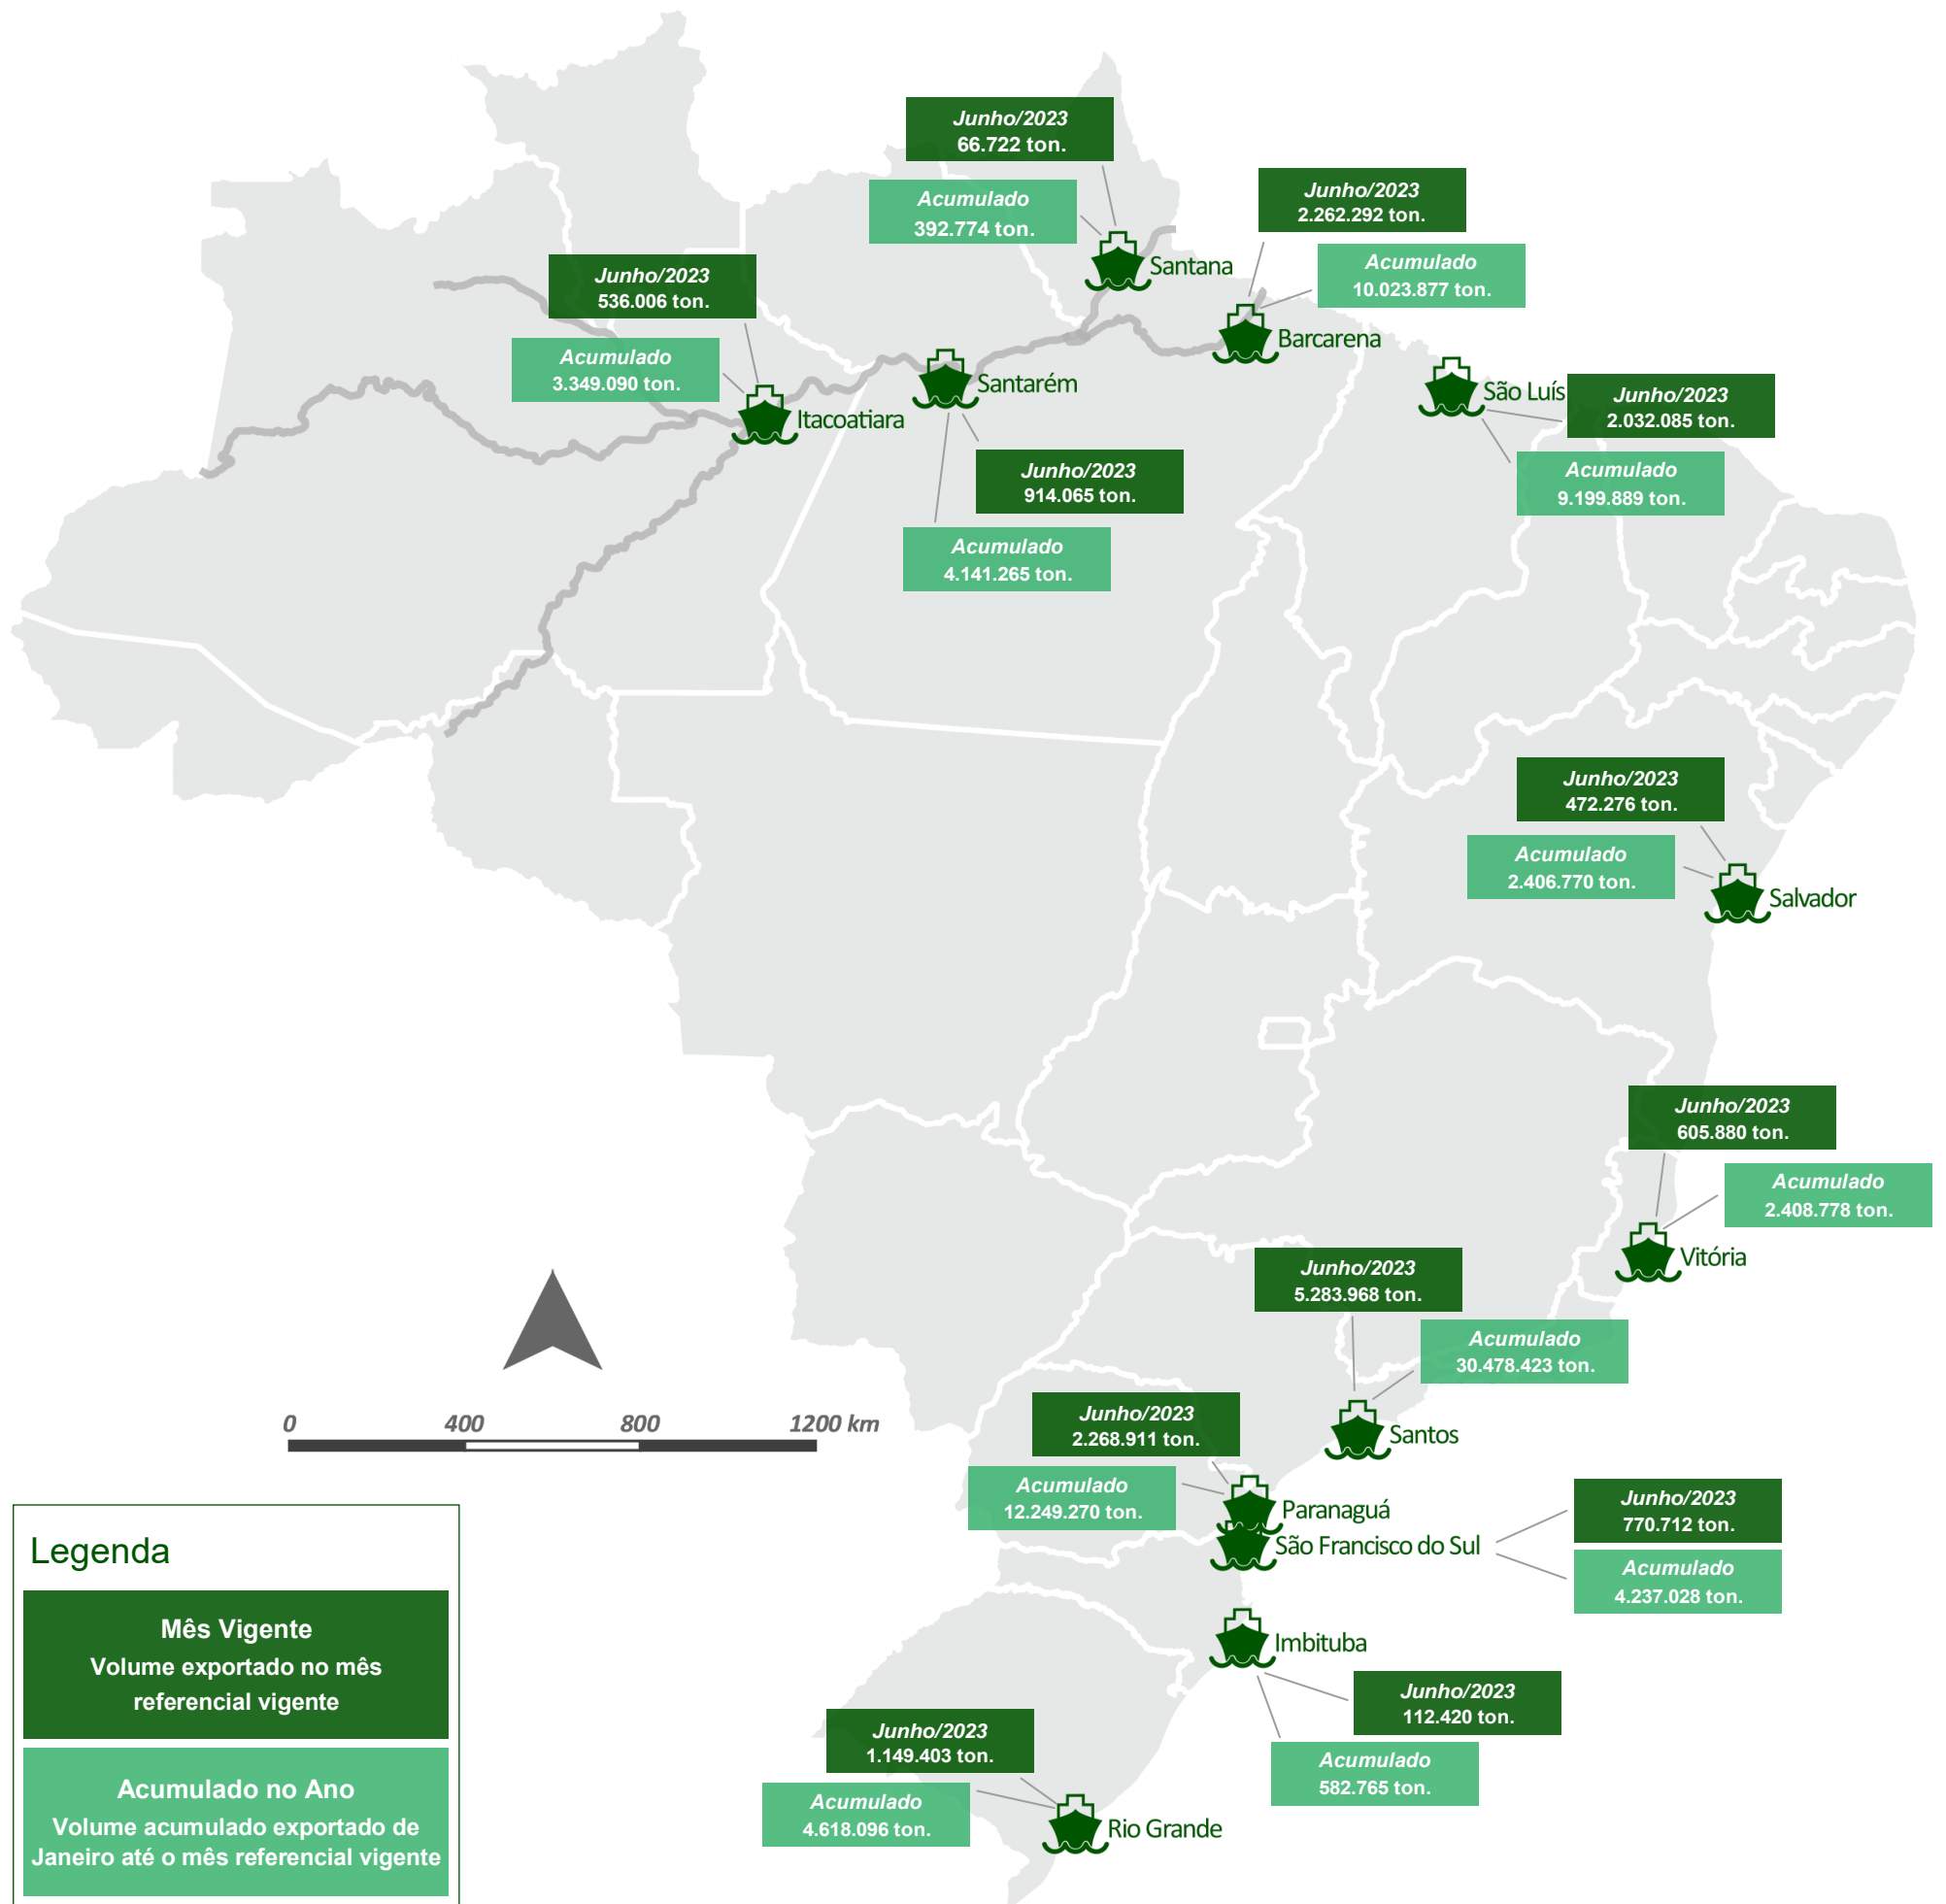 Junho/2023
66.722 ton.
Acumulado
392.774 ton.
Santana
Junho/2023
2.262.292 ton.
Acumulado
10.023.877 ton.
Barcarena
Junho/2023
536.006 ton.
Acumulado
3.349.090 ton.
Itacoatiara
Santarém
Junho/2023
914.065 ton.
Acumulado
4.141.265 ton.
São Luís
Junho/2023
2.032.085 ton.
Acumulado
9.199.889 ton.
Junho/2023
472.276 ton.
Acumulado
2.406.770 ton.
Salvador
Junho/2023
605.880 ton.
Acumulado
2.408.778 ton.
Vitória
Junho/2023
5.283.968 ton.
Acumulado
30.478.423 ton.
Santos
Junho/2023
2.268.911 ton.
Acumulado
12.249.270 ton.
Paranaguá
São Francisco do Sul
Junho/2023
770.712 ton.
Acumulado
4.237.028 ton.
Imbituba
Junho/2023
112.420 ton.
Acumulado
582.765 ton.
Junho/2023
1.149.403 ton.
Acumulado
4.618.096 ton.
Rio Grande
0 400 800 1200 km
Legenda
Mês Vigente
Volume exportado no mês
referencial vigente
Acumulado no Ano
Volume acumulado exportado de
Janeiro até o mês referencial vigente